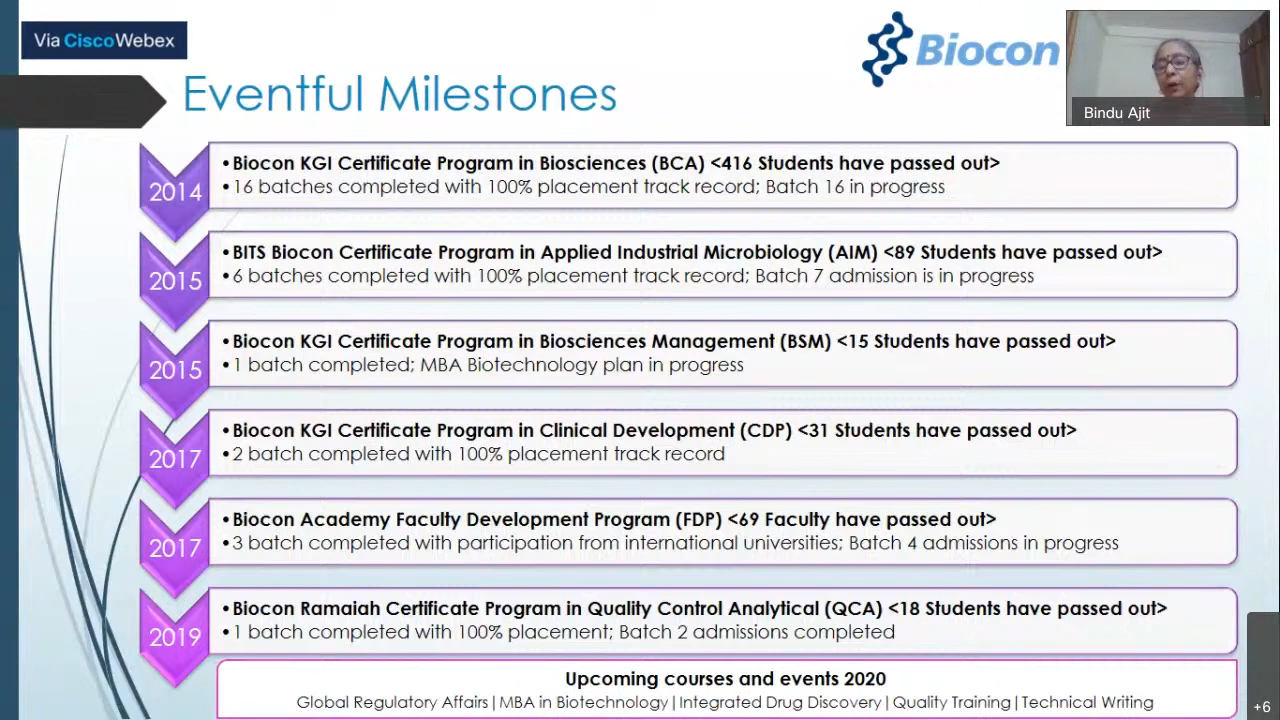 Via Cisco Webex
Biocon
Bindu Ajit
Eventful Milestones
2014
•Biocon KGI Certificate Program in Biosciences (BCA) <416 Students have passed out>
•16 batches completed with 100% placement track record; Batch 16 in progress
2015
•BITS Biocon Certificate Program in Applied Industrial Microbiology (AIM) <89 Students have passed out>
•6 batches completed with 100% placement track record; Batch 7 admission is in progress
2015
•Biocon KGI Certificate Program in Biosciences Management (BSM) <15 Students have passed out>
•1 batch completed; MBA Biotechnology plan in progress
2017
•Biocon KGI Certificate Program in Clinical Development (CDP) <31 Students have passed out>
•2 batch completed with 100% placement track record
2017
•Biocon Academy Faculty Development Program (FDP) <69 Faculty have passed out>
•3 batch completed with participation from international universities; Batch 4 admissions in progress
2019
•Biocon Ramaiah Certificate Program in Quality Control Analytical (QCA) <18 Students have passed out>
•1 batch completed with 100% placement; Batch 2 admissions completed
Upcoming courses and events 2020
Global Regulatory Affairs|MBA in Biotechnology|Integrated Drug Discovery|Quality Training|Technical Writing
+6